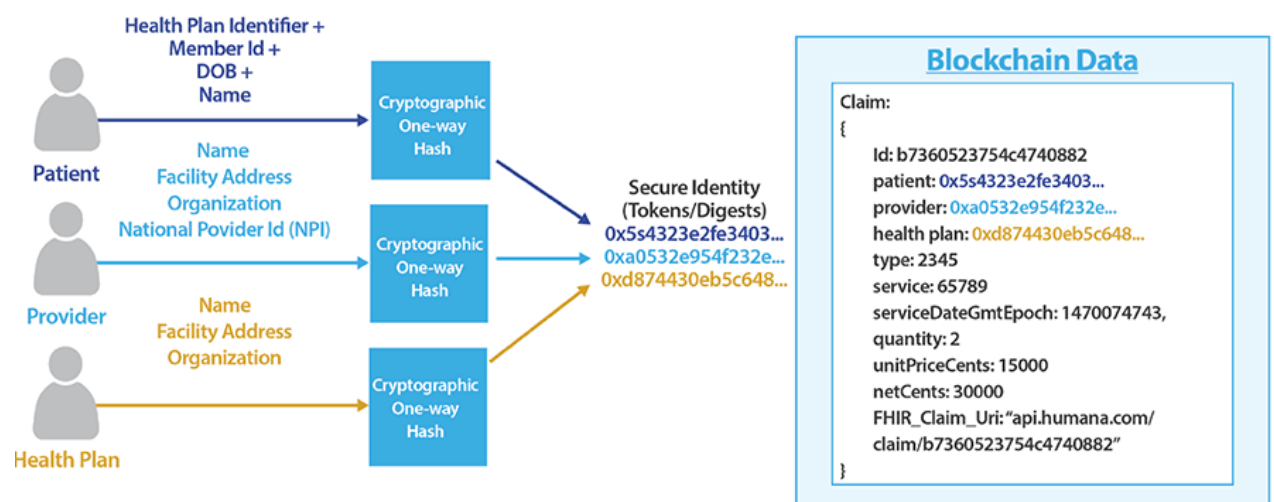 Health Plan Identifier +
Member Id +
DOB +
Name
Patient
Cryptographic
One-way
Hash
Name
Facility Address
Organization
National Povider Id (NPI)
Provider
Cryptographic
One-way
Hash
Name
Facility Address
Organization
Health Plan
Cryptographic
One-way
Hash
Secure Identity
(Tokens/Digests)
0x5s4323e2fe3403...
0xa0532e954f232e...
0xd874430eb5c648...
Blockchain Data
Claim:
{
Id: b7360523754c4740882
patient: 0x5s4323e2fe3403...
provider: 0xa0532e954f232e...
health plan: 0xd874430eb5c648...
type: 2345
service: 65789
serviceDateGmtEpoch: 1470074743,
quantity: 2
unitPriceCents: 15000
netCents: 30000
FHIR_Claim_Uri: “api.humana.com/
claim/b7360523754c4740882”
}